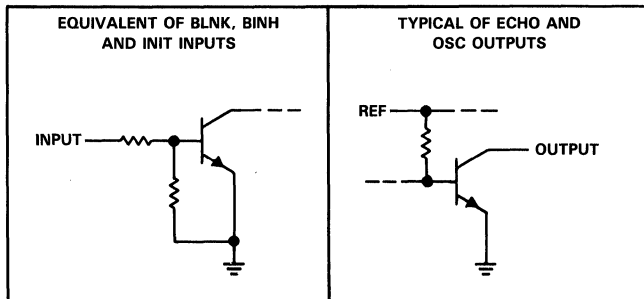 EQUIVALENT OF BLNK, BINH
AND INIT INPUTS
INPUT
TYPICAL OF ECHO AND
OSC OUTPUTS
REF
OUTPUT